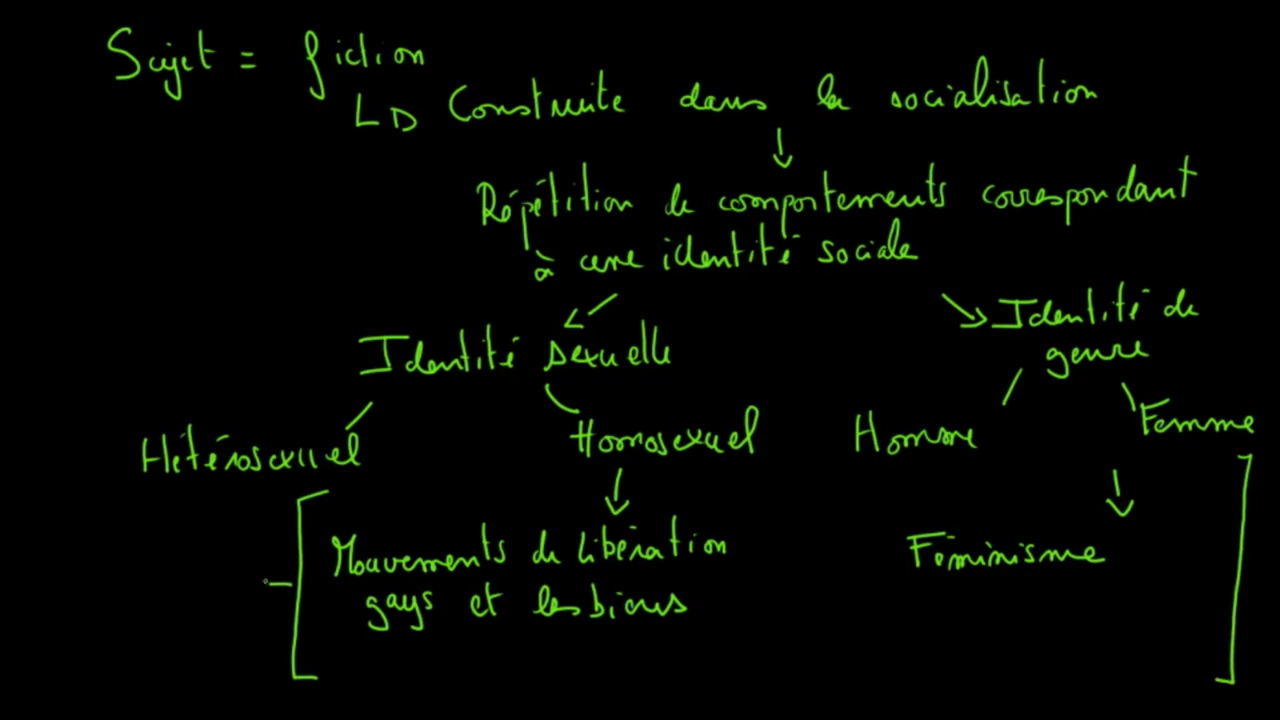 Sujet = fiction
Construite dans la socialisation
Répétition de comportements correspondant
à une identité sociale
Identité sexuelle
Identité de
genre
Hétérosexuel
Homosexuel
Homme
Femme
Mouvements de libération
gays et lesbiens
Féminisme